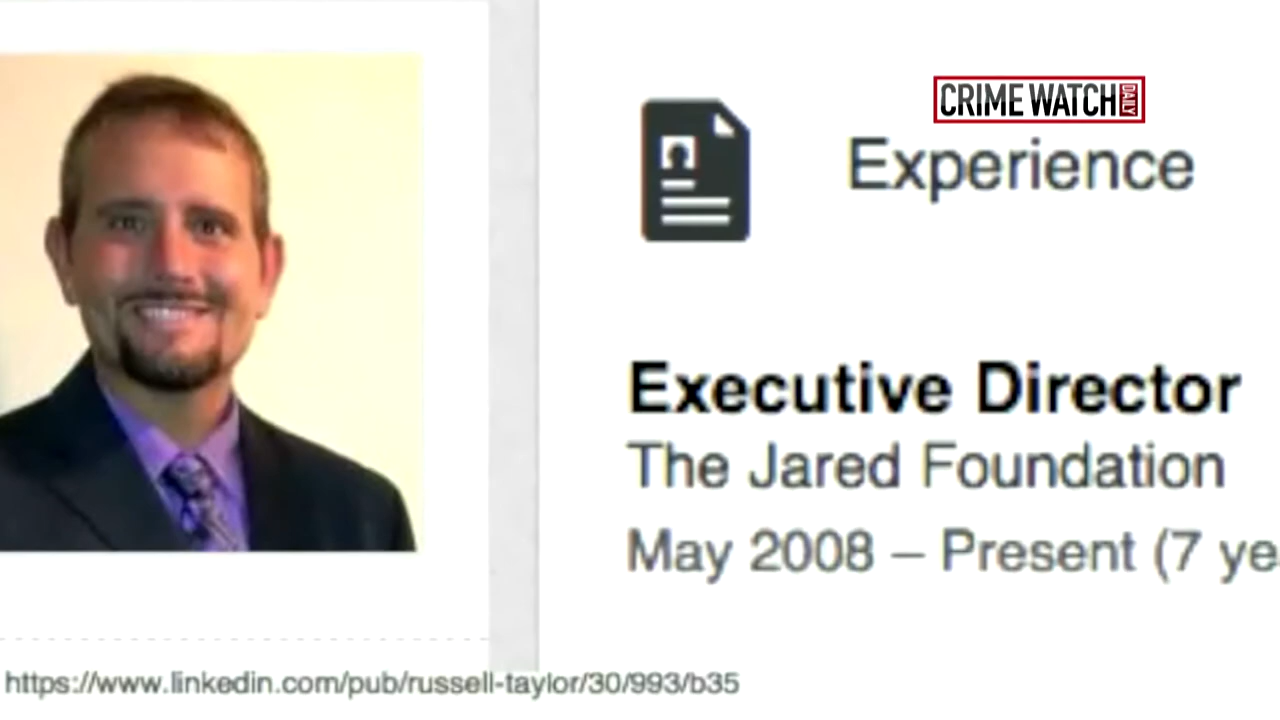 CRIME WATCH DAILY
Experience
Executive Director
The Jared Foundation
May 2008 – Present (7 ye
https://www.linkedin.com/pub/russell-taylor/30/993/b35